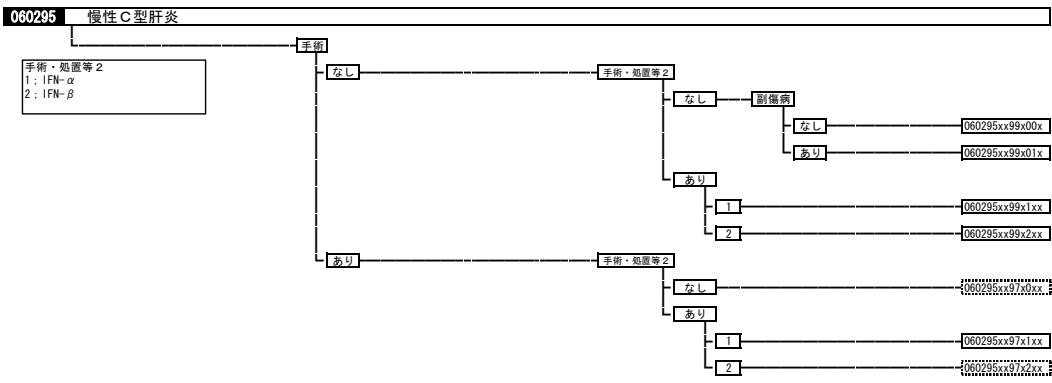 060295 慢性C型肝炎
手術
手術・処置等２
1：IFN-α
2：IFN-β
なし
手術・処置等２
なし
副傷病
なし
060295xx99x00x
あり
060295xx99x01x
あり
1
060295xx99x1xx
2
060295xx99x2xx
あり
手術・処置等２
なし
060295xx97x0xx
あり
1
060295xx97x1xx
2
060295xx97x2xx